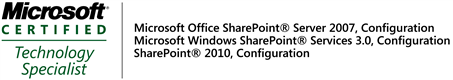 Microsoft®
CERTIFIED
Technology
Specialist
Microsoft Office SharePoint® Server 2007, Configuration
Microsoft Windows SharePoint® Services 3.0, Configuration
SharePoint® 2010, Configuration